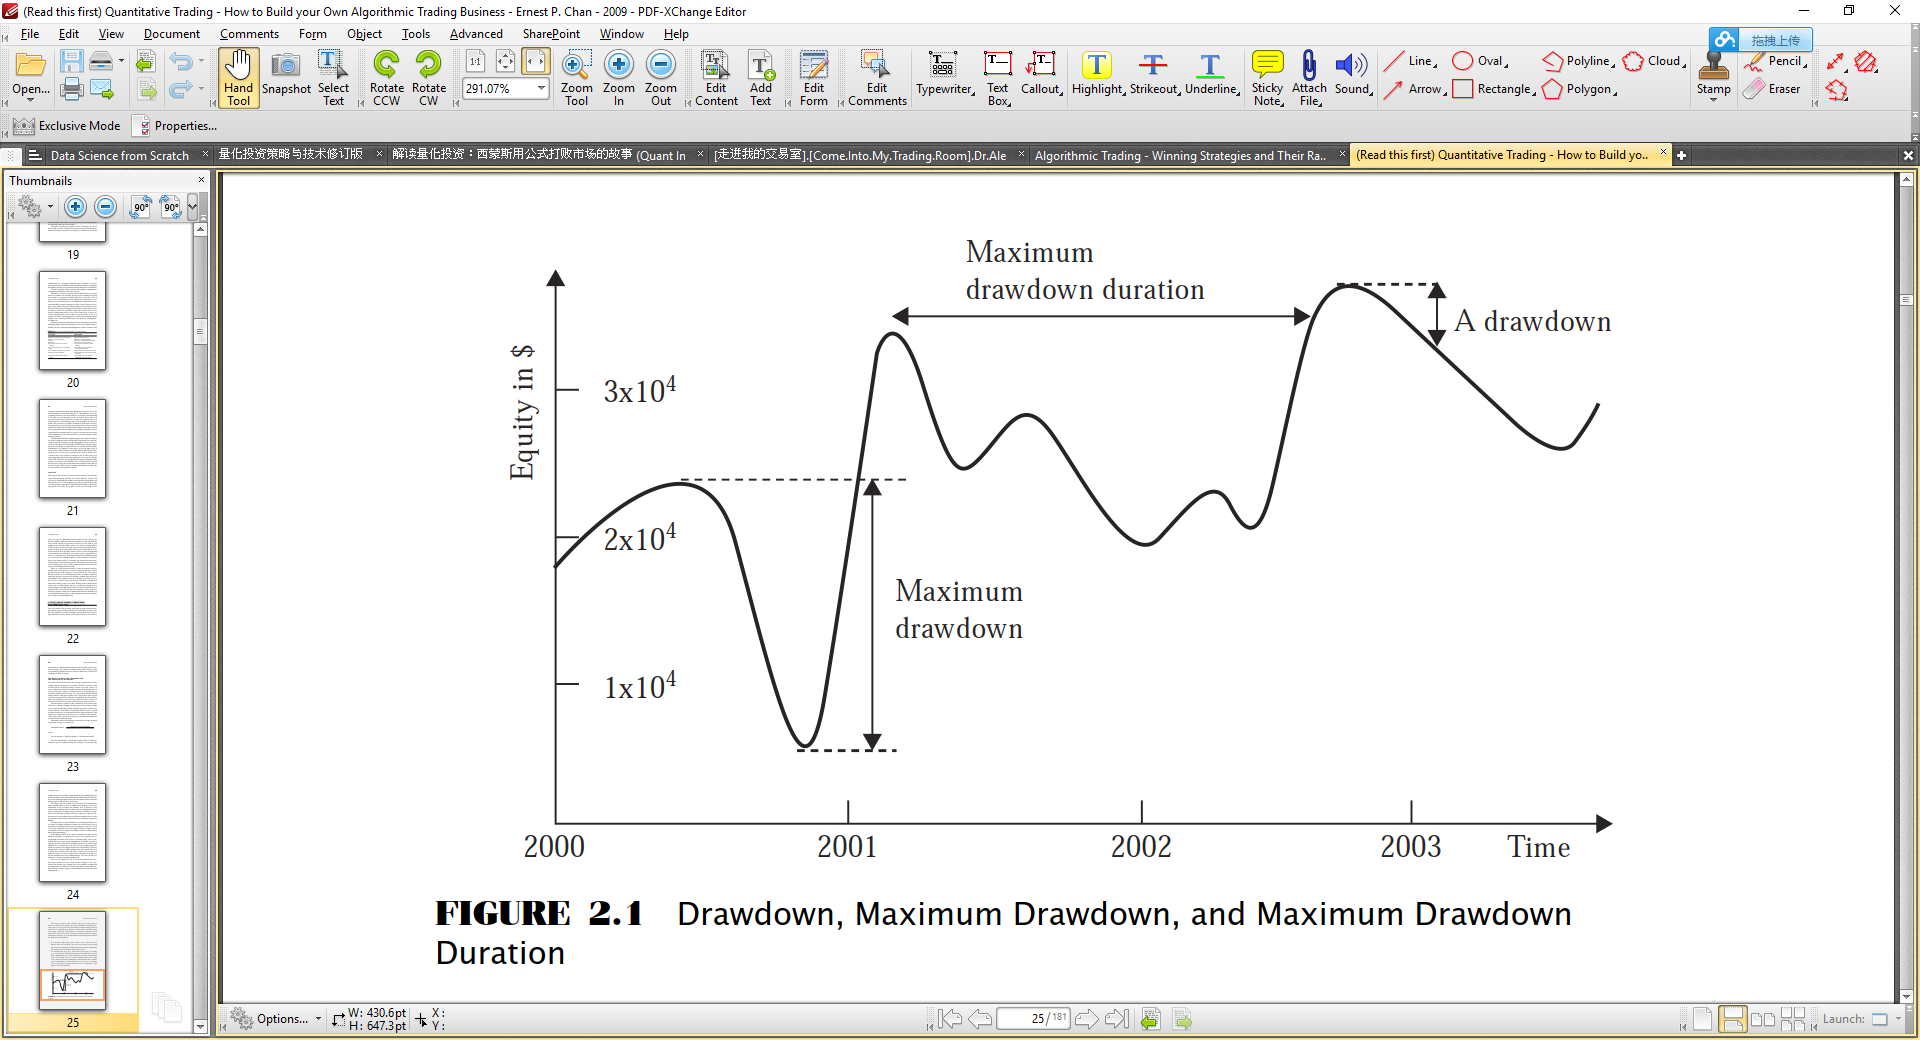 (Read this first) Quantitative Trading - How to Build your Own Algorithmic Trading Business - Ernest P. Chan - 2009 - PDF-XChange Editor
File Edit View Document Comments Form Object Tools Advanced SharePoint Window Help
拖拽上传
Open...
Hand Tool
Snapshot
Select Text
Rotate CCW
Rotate CW
1:1
291.07%
Zoom Tool
Zoom In
Zoom Out
Edit Content
Add Text
Edit Form
Edit Comments
Typewriter
Text Box
Callout
Highlight
Strikeout
Underline
Sticky Note
Attach File
Sound
Line
Arrow
Oval
Rectangle
Polyline
Polygon
Cloud
Stamp
Pencil
Eraser
Exclusive Mode Properties...
Data Science from Scratch
量化投资策略与技术修订版
解读量化投资：西蒙斯用公式打败市场的故事 (Quant In
[走进我的交易室].[Come.Into.My.Trading.Room].Dr.Ale
Algorithmic Trading - Winning Strategies and Their Ra..
(Read this first) Quantitative Trading - How to Build yo..
Thumbnails
90° 90°
19
20
21
22
23
24
25
Maximum
drawdown duration
A drawdown
Equity in $
3x10⁴
2x10⁴
1x10⁴
Maximum
drawdown
2000 2001 2002 2003 Time
FIGURE 2.1 Drawdown, Maximum Drawdown, and Maximum Drawdown
Duration
Options...
W: 430.6pt
H: 647.3pt
X:
Y:
25 / 181
Launch: